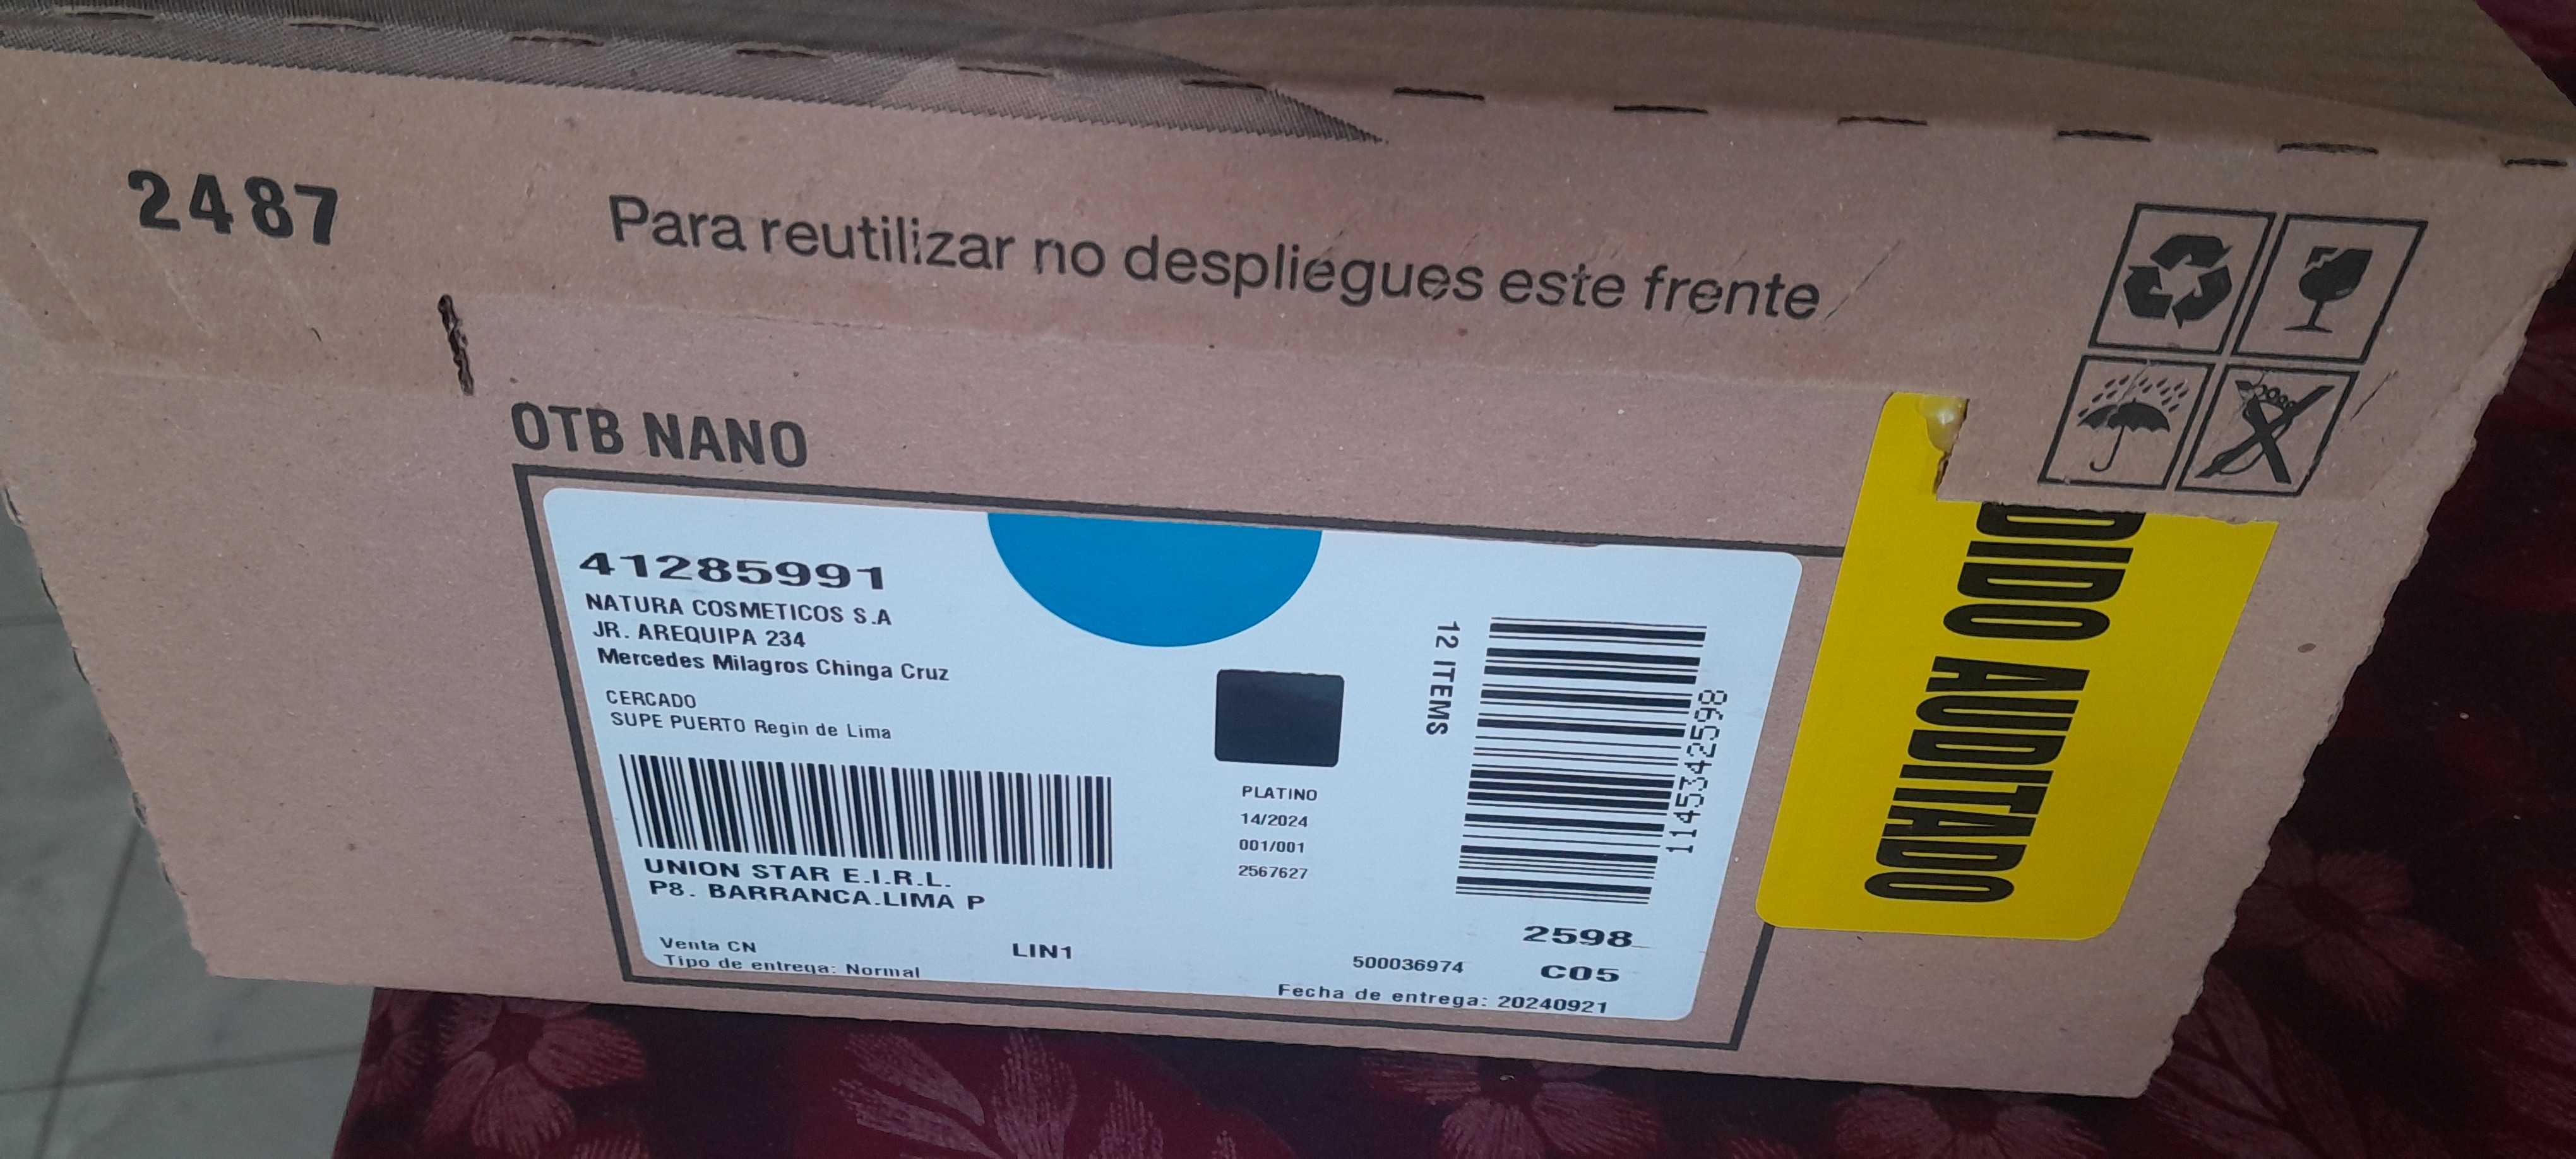 2487
Para reutilizar no despliegues este frente
OTB NANO
41285991
NATURA COSMETICOS S.A
JR. AREQUIPA 234
Mercedes Milagros Chinga Cruz
CERCADO
SUPE PUERTO Regin de Lima
UNION STAR E.I.R.L.
P8. BARRANCA.LIMA P
Venta CN
Tipo de entrega: Normal
LIN1
PLATINO
14/2024
001/001
2567627
12 ITEMS
11453342598
2598
500036974
C05
Fecha de entrega: 20240921
DIDO AUDITADO